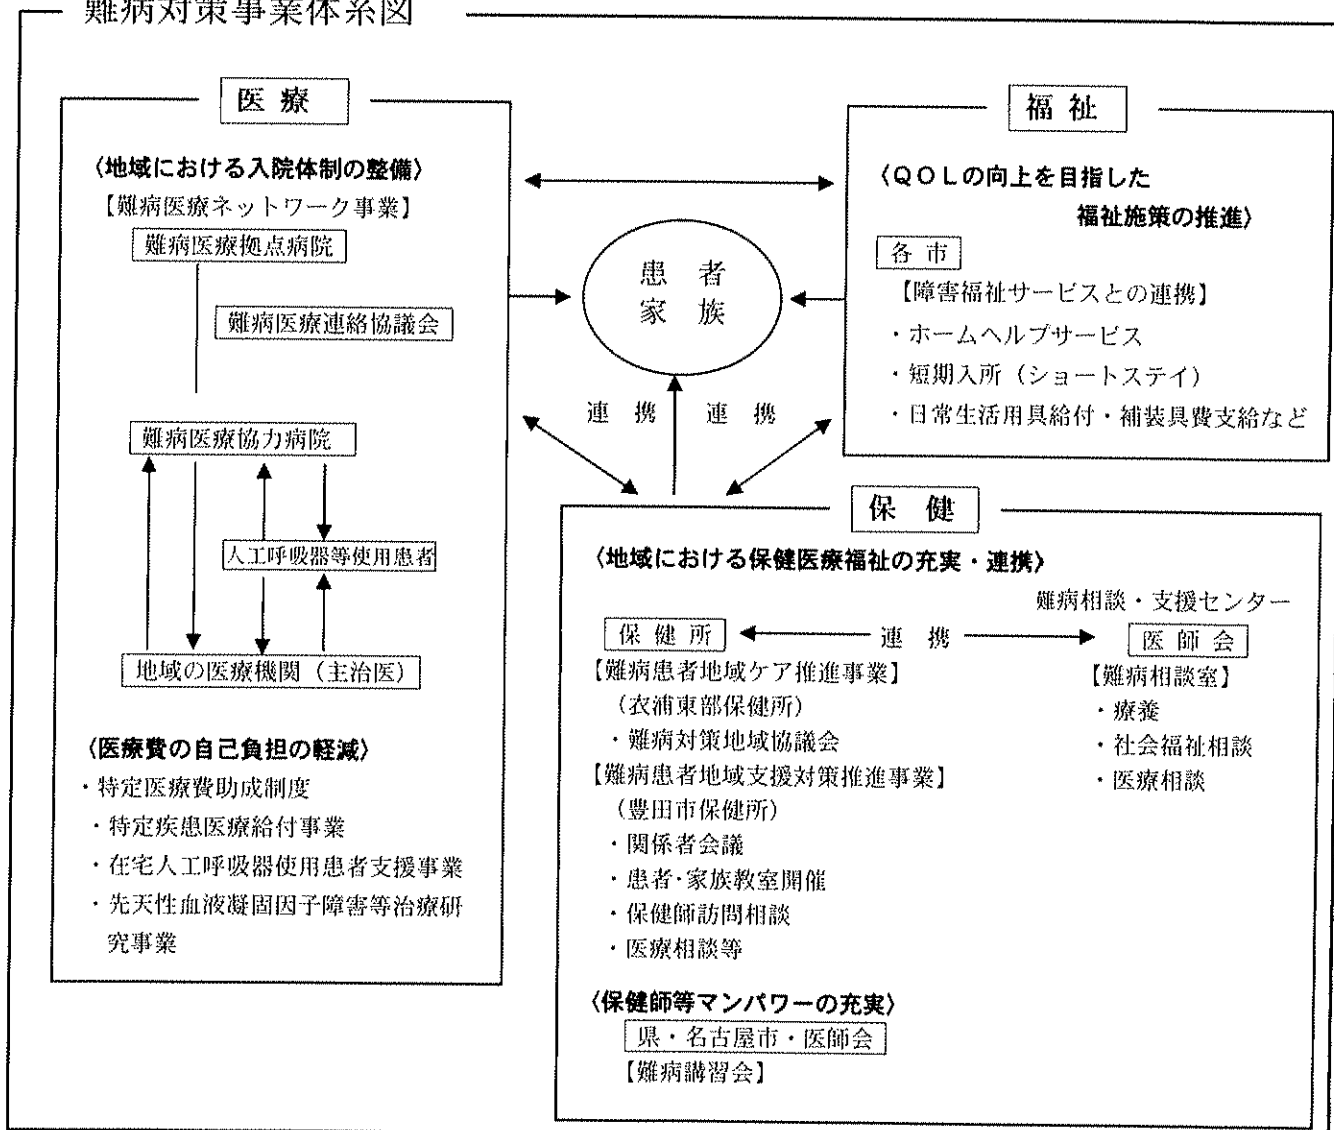 難病対策事業体系図
医療
〈地域における入院体制の整備〉
【難病医療ネットワーク事業】
難病医療拠点病院
難病医療連絡協議会
難病医療協力病院
人工呼吸器等使用患者
地域の医療機関（主治医）
〈医療費の自己負担の軽減〉
・特定医療費助成制度
・特定疾患医療給付事業
・在宅人工呼吸器使用患者支援事業
・先天性血液凝固因子障害等治療研
究事業
患者
家族
連携 連携
福祉
〈ＱＯＬの向上を目指した
福祉施策の推進〉
各市
【障害福祉サービスとの連携】
・ホームヘルプサービス
・短期入所（ショートステイ）
・日常生活用具給付・補装具費支給など
保健
〈地域における保健医療福祉の充実・連携〉
難病相談・支援センター
保健所 連携 医師会
【難病患者地域ケア推進事業】
（衣浦東部保健所）
・難病対策地域協議会
【難病患者地域支援対策推進事業】
（豊田市保健所）
・関係者会議
・患者・家族教室開催
・保健師訪問相談
・医療相談等
【難病相談室】
・療養
・社会福祉相談
・医療相談
〈保健師等マンパワーの充実〉
県・名古屋市・医師会
【難病講習会】